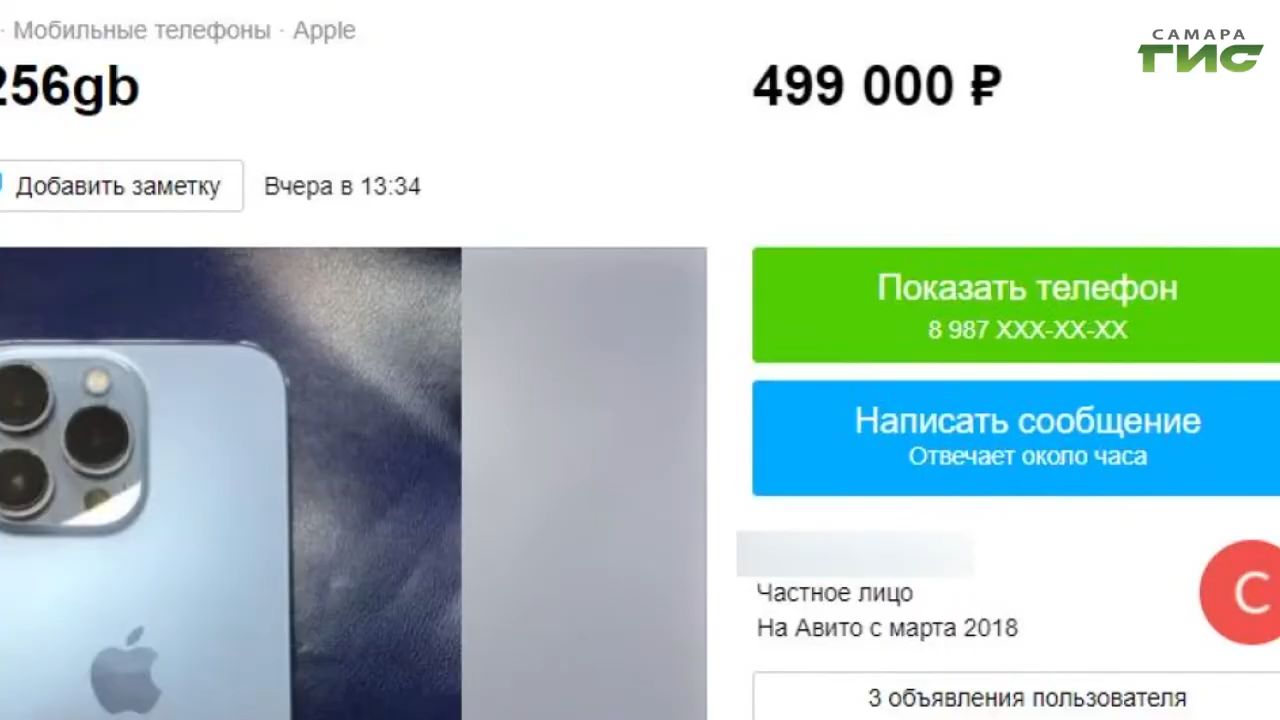 · Мобильные телефоны · Apple
САМАРА
ГИС
256gb
499 000 ₽
Добавить заметку
Вчера в 13:34
Показать телефон
8 987 XXX-XX-XX
Написать сообщение
Отвечает около часа
Частное лицо
На Авито с марта 2018
С
3 объявления пользователя